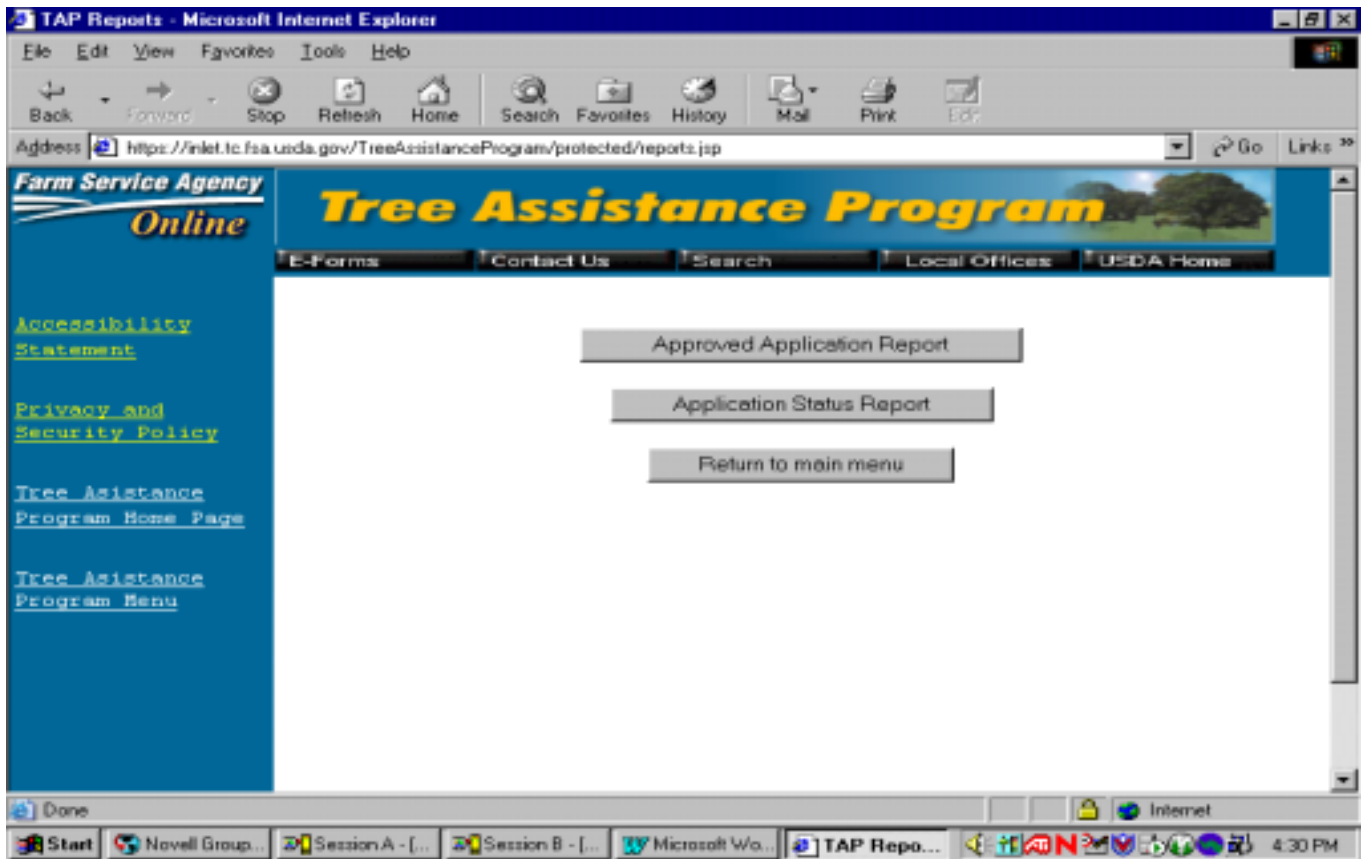 TAP Reports - Microsoft Internet Explorer
File Edit View Favorites Tools Help
Back Forward Stop Refresh Home Search Favorites History Mail Print Edit
Address https://inlet.tc.fsa.usda.gov/TreeAssistanceProgram/protected/reports.jsp Go Links »
Farm Service Agency
Online
Tree Assistance Program
E-Forms Contact Us Search Local Offices USDA Home
Accessibility
Statement
Privacy and
Security Policy
Tree Asistance
Program Home Page
Tree Asistance
Program Menu
Approved Application Report
Application Status Report
Return to main menu
Done Internet
Start Novell Group... Session A - [... Session B - [... Microsoft Wo... TAP Repo... 4:30 PM